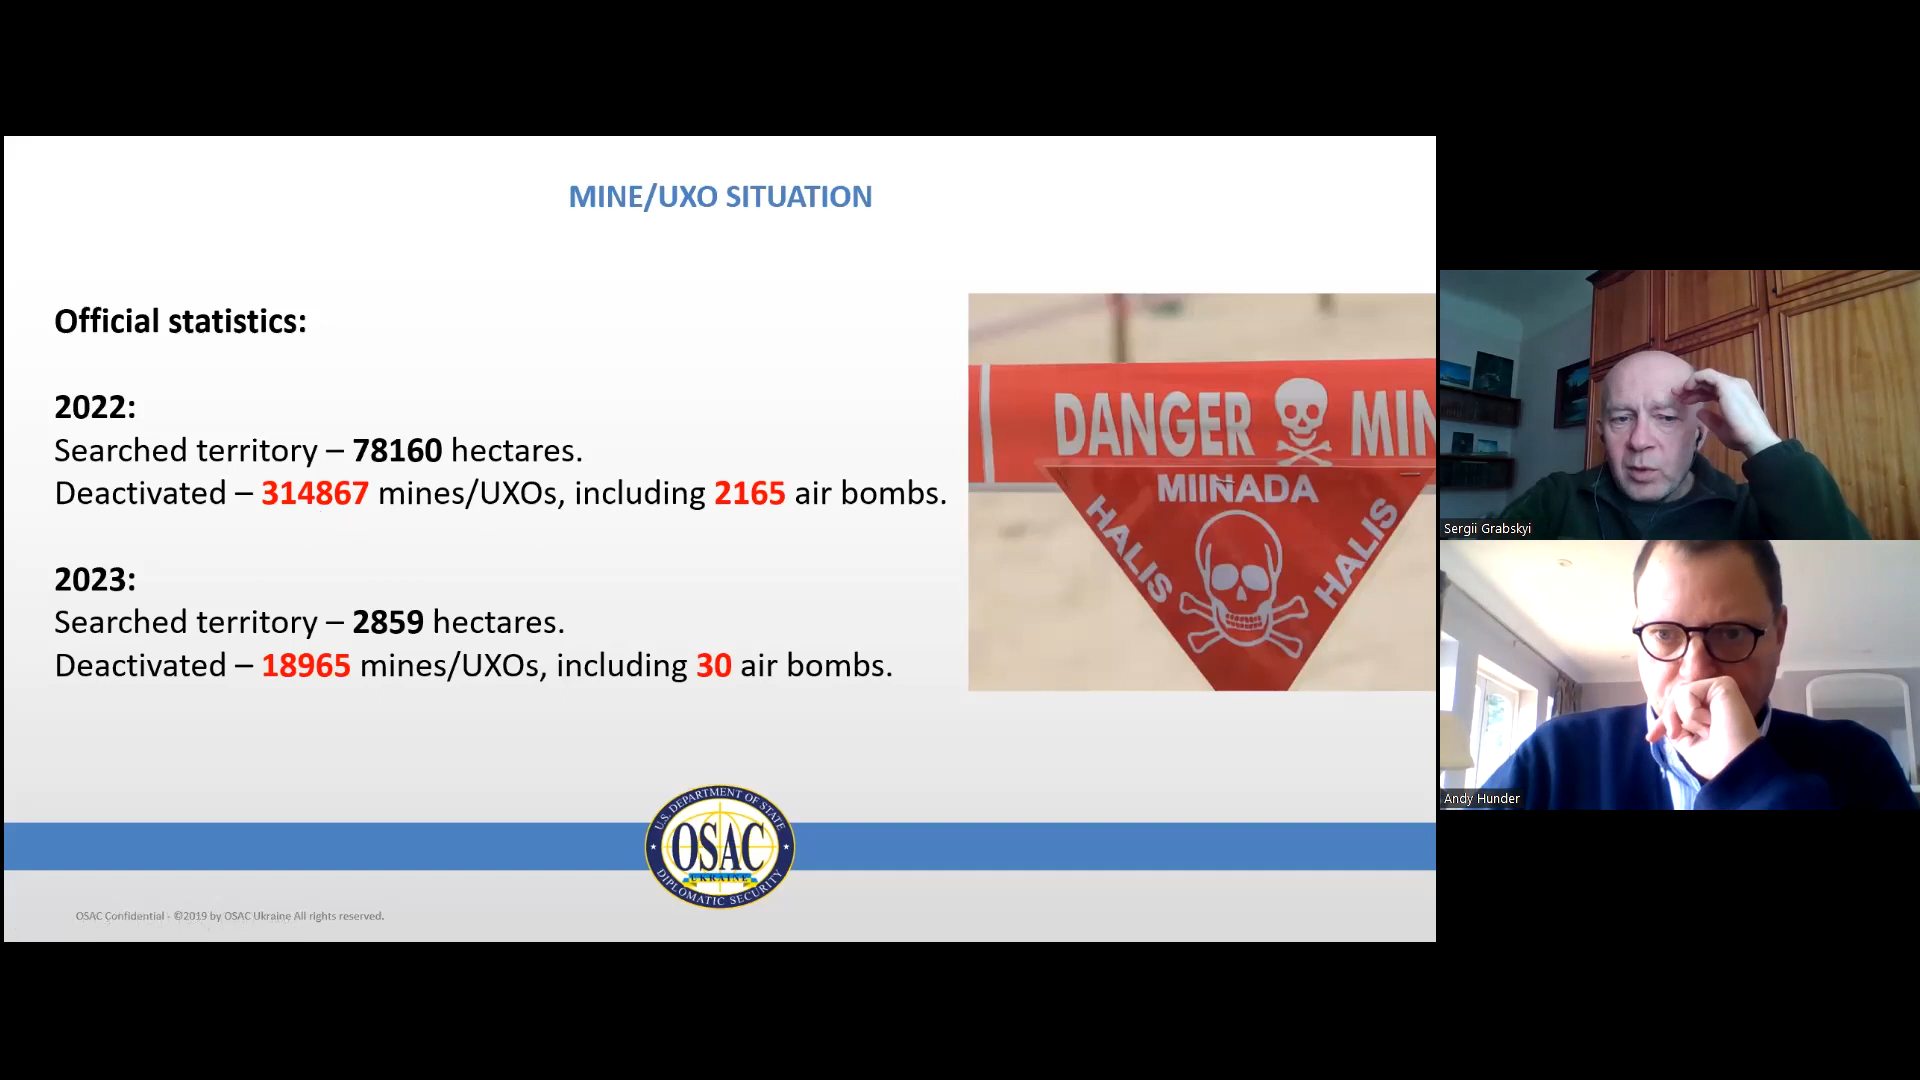 MINE/UXO SITUATION
Official statistics:
2022:
Searched territory – 78160 hectares.
Deactivated – 314867 mines/UXOs, including 2165 air bombs.
2023:
Searched territory – 2859 hectares.
Deactivated – 18965 mines/UXOs, including 30 air bombs.
DANGER MIN
MIINADA
HALIS
HALIS
U.S. DEPARTMENT OF STATE
OSAC
UKRAINE
DIPLOMATIC SECURITY
OSAC Confidential - ©2019 by OSAC Ukraine All rights reserved.
Sergii Grabskyi
Andy Hunder